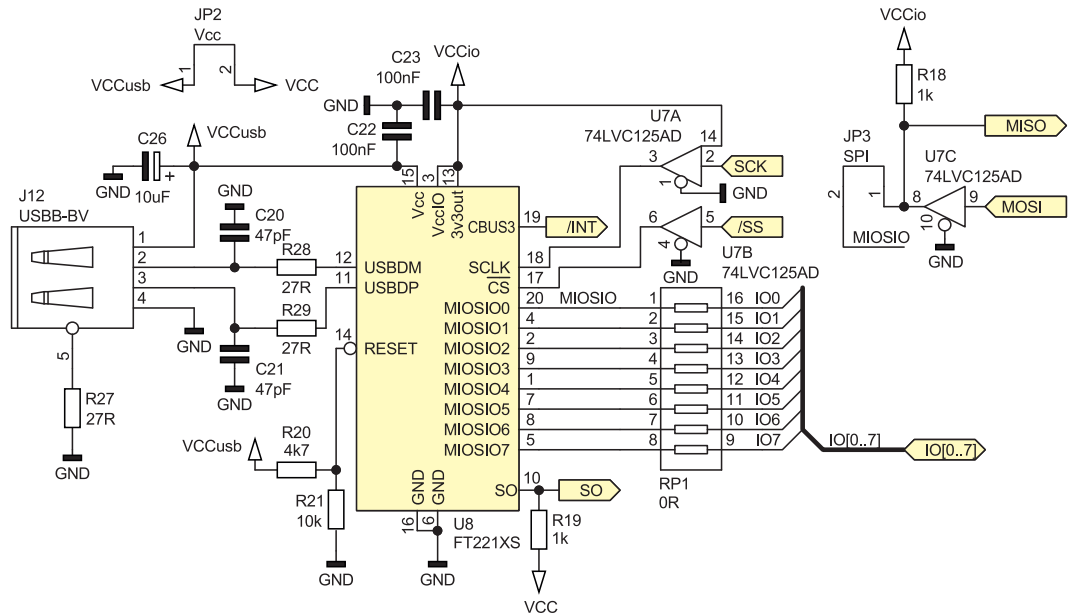 JP2
Vcc
1
2
VCCusb
VCC
C23
100nF
VCCio
GND
C22
100nF
C26
10uF
+
GND
VCCusb
U7A
74LVC125AD
14
3
2
SCK
1
GND
6
5
/SS
4
GND
U7B
74LVC125AD
VCCio
R18
1k
MISO
JP3
SPI
2
1
MIOSIO
U7C
74LVC125AD
8
9
MOSI
10
GND
J12
USBB-BV
1
2
3
4
5
R27
27R
GND
GND
C20
47pF
R28
27R
R29
27R
GND
C21
47pF
GND
VCCusb
R20
4k7
R21
10k
GND
15
3
13
Vcc
VccIO
3v3out
12
USBDM
11
USBDP
14
RESET
CBUS3
19
/INT
SCLK
18
CS
17
MIOSIO0
20
MIOSIO
1
16
IO0
MIOSIO1
4
2
15
IO1
MIOSIO2
2
3
14
IO2
MIOSIO3
9
4
13
IO3
MIOSIO4
1
5
12
IO4
MIOSIO5
7
6
11
IO5
MIOSIO6
8
7
10
IO6
MIOSIO7
5
8
9
IO7
IO[0..7]
IO[0..7]
RP1
0R
SO
10
SO
GND
GND
16
6
GND
U8
FT221XS
R19
1k
VCC